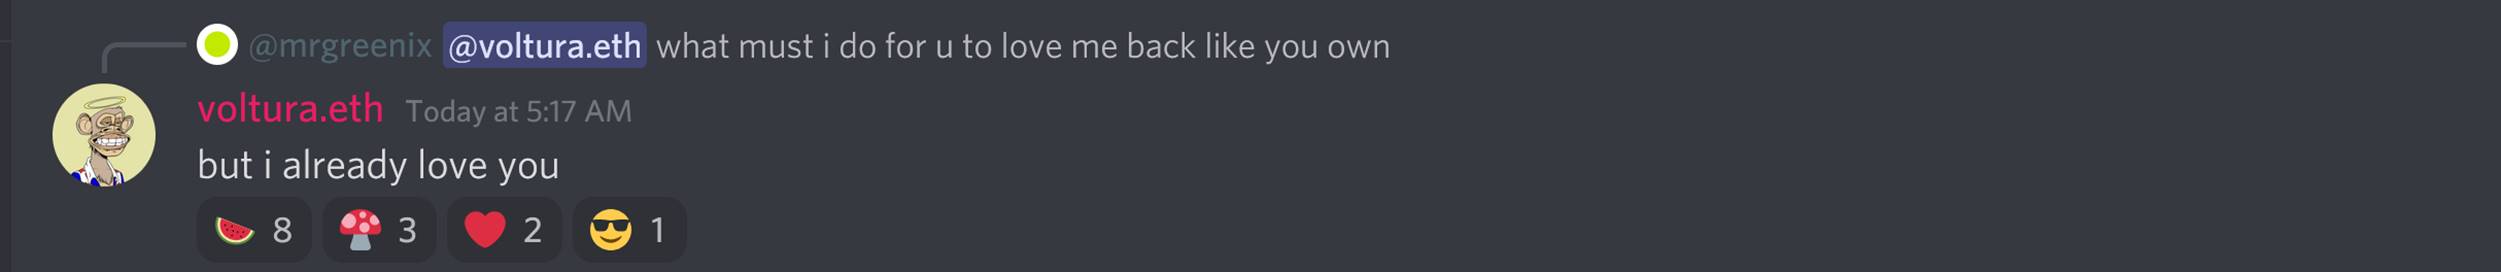 @mrgreenix @voltura.eth what must i do for u to love me back like you own
voltura.eth Today at 5:17 AM
but i already love you
8 3 2 1